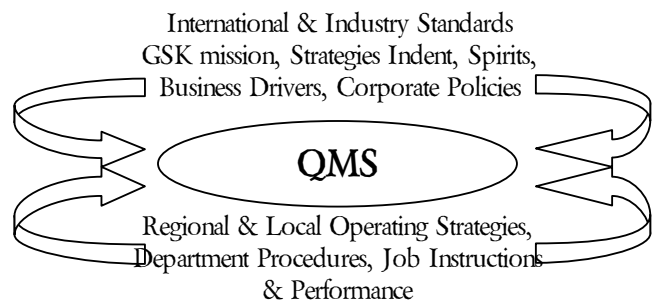 International & Industry Standards
GSK mission, Strategies Indent, Spirits,
Business Drivers, Corporate Policies
QMS
Regional & Local Operating Strategies,
Department Procedures, Job Instructions
& Performance